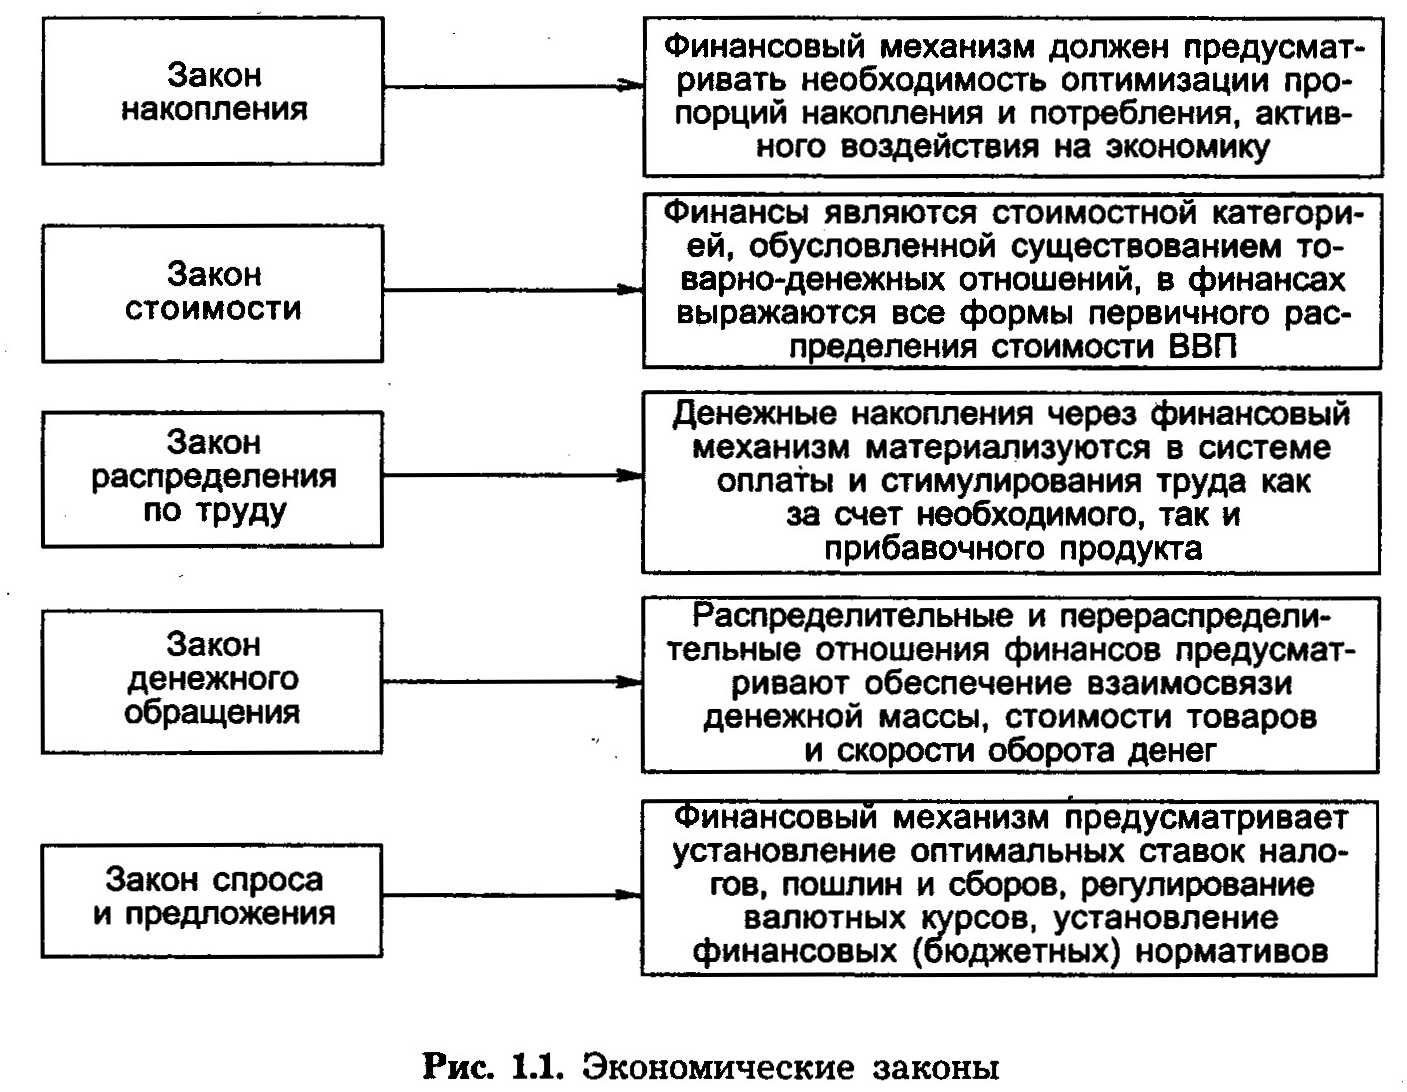 Закон
накопления
Финансовый механизм должен предусмат-
ривать необходимость оптимизации про-
порций накопления и потребления, актив-
ного воздействия на экономику
Закон
стоимости
Финансы являются стоимостной категори-
ей, обусловленной существованием то-
варно-денежных отношений, в финансах
выражаются все формы первичного рас-
пределения стоимости ВВП
Закон
распределения
по труду
Денежные накопления через финансовый
механизм материализуются в системе
оплаты и стимулирования труда как
за счет необходимого, так и
прибавочного продукта
Закон
денежного
обращения
Распределительные и перераспредели-
тельные отношения финансов предусмат-
ривают обеспечение взаимосвязи
денежной массы, стоимости товаров
и скорости оборота денег
Закон спроса
и предложения
Финансовый механизм предусматривает
установление оптимальных ставок нало-
гов, пошлин и сборов, регулирование
валютных курсов, установление
финансовых (бюджетных) нормативов
Рис. 1.1. Экономические законы